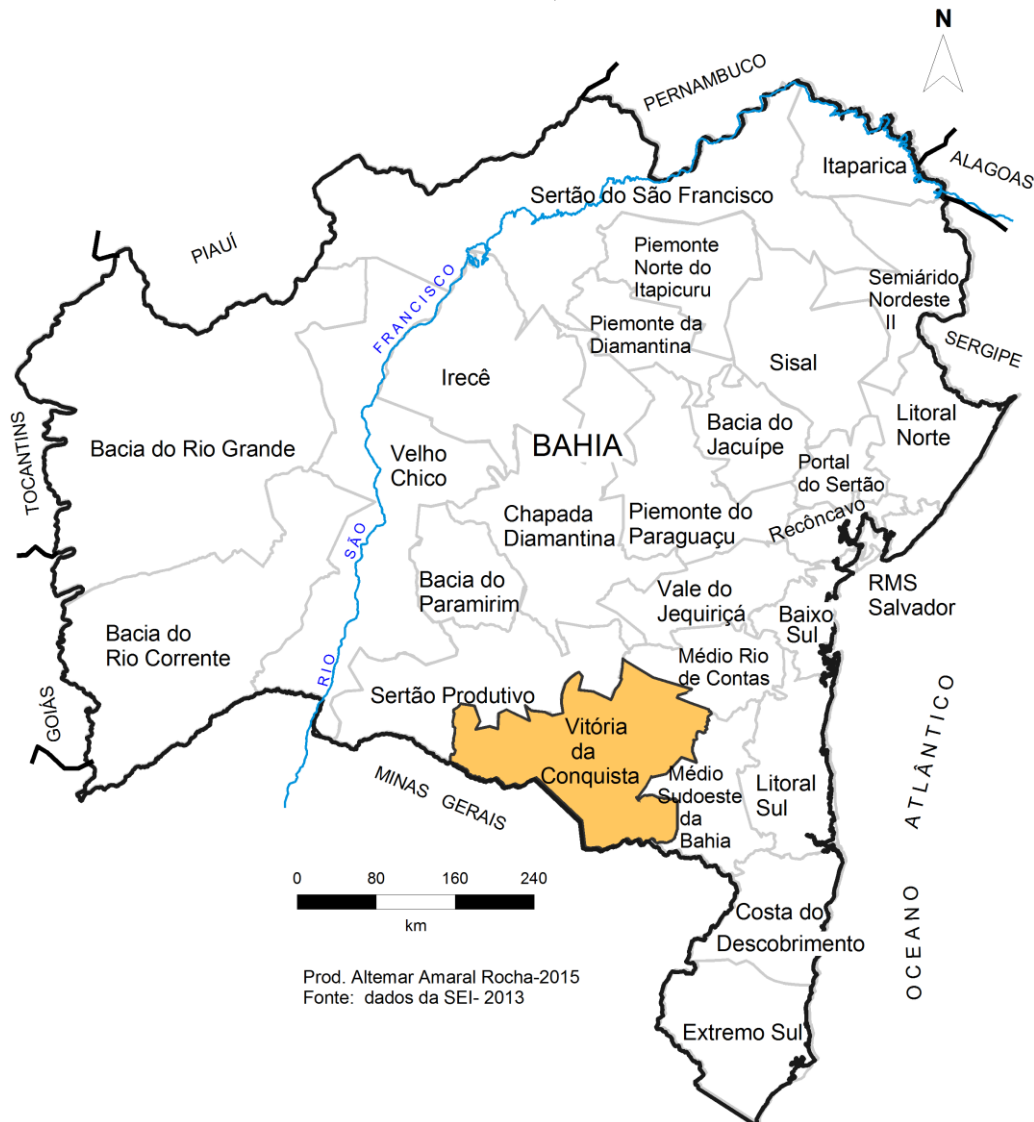 N
PERNAMBUCO
Itaparica
ALAGOAS
Sertão do São Francisco
PIAUÍ
Piemonte
Norte do
Itapicuru
Semiárido
Nordeste
II
FRANCISCO
Piemonte da
Diamantina
SERGIPE
Irecê
Sisal
Litoral
Norte
TOCANTINS
Bacia do Rio Grande
Velho
Chico
BAHIA
Bacia do
Jacuípe
Portal
do Sertão
Chapada
Diamantina
Piemonte do
Paraguaçu
Recôncavo
SÃO
Bacia do
Paramirim
Vale do
Jequiriçá
RMS
Salvador
Baixo
Sul
Bacia do
Rio Corrente
RIO
Médio Rio
de Contas
GOIÁS
Sertão Produtivo
Vitória
da
Conquista
Médio
Sudoeste
da
Bahia
Litoral
Sul
MINAS GERAIS
OCEANO ATLÂNTICO
0 80 160 240
km
Costa do
Descobrimento
Prod. Altemar Amaral Rocha-2015
Fonte: dados da SEI- 2013
Extremo Sul